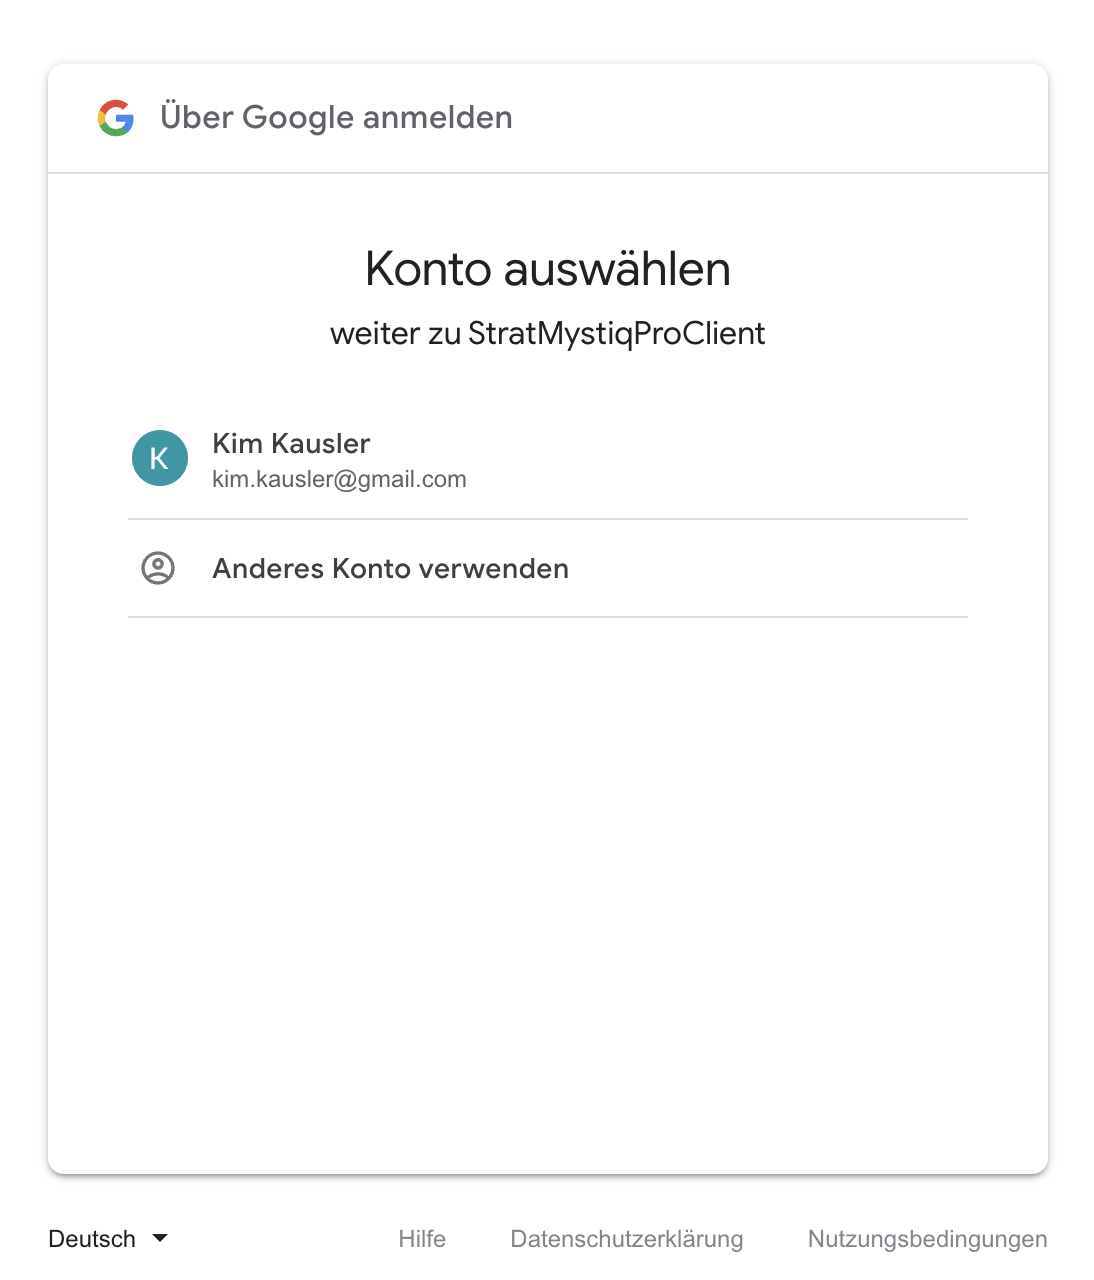 Über Google anmelden
Konto auswählen
weiter zu StratMystiqProClient
K
Kim Kausler
kim.kausler@gmail.com
Anderes Konto verwenden
Deutsch
Hilfe
Datenschutzerklärung
Nutzungsbedingungen